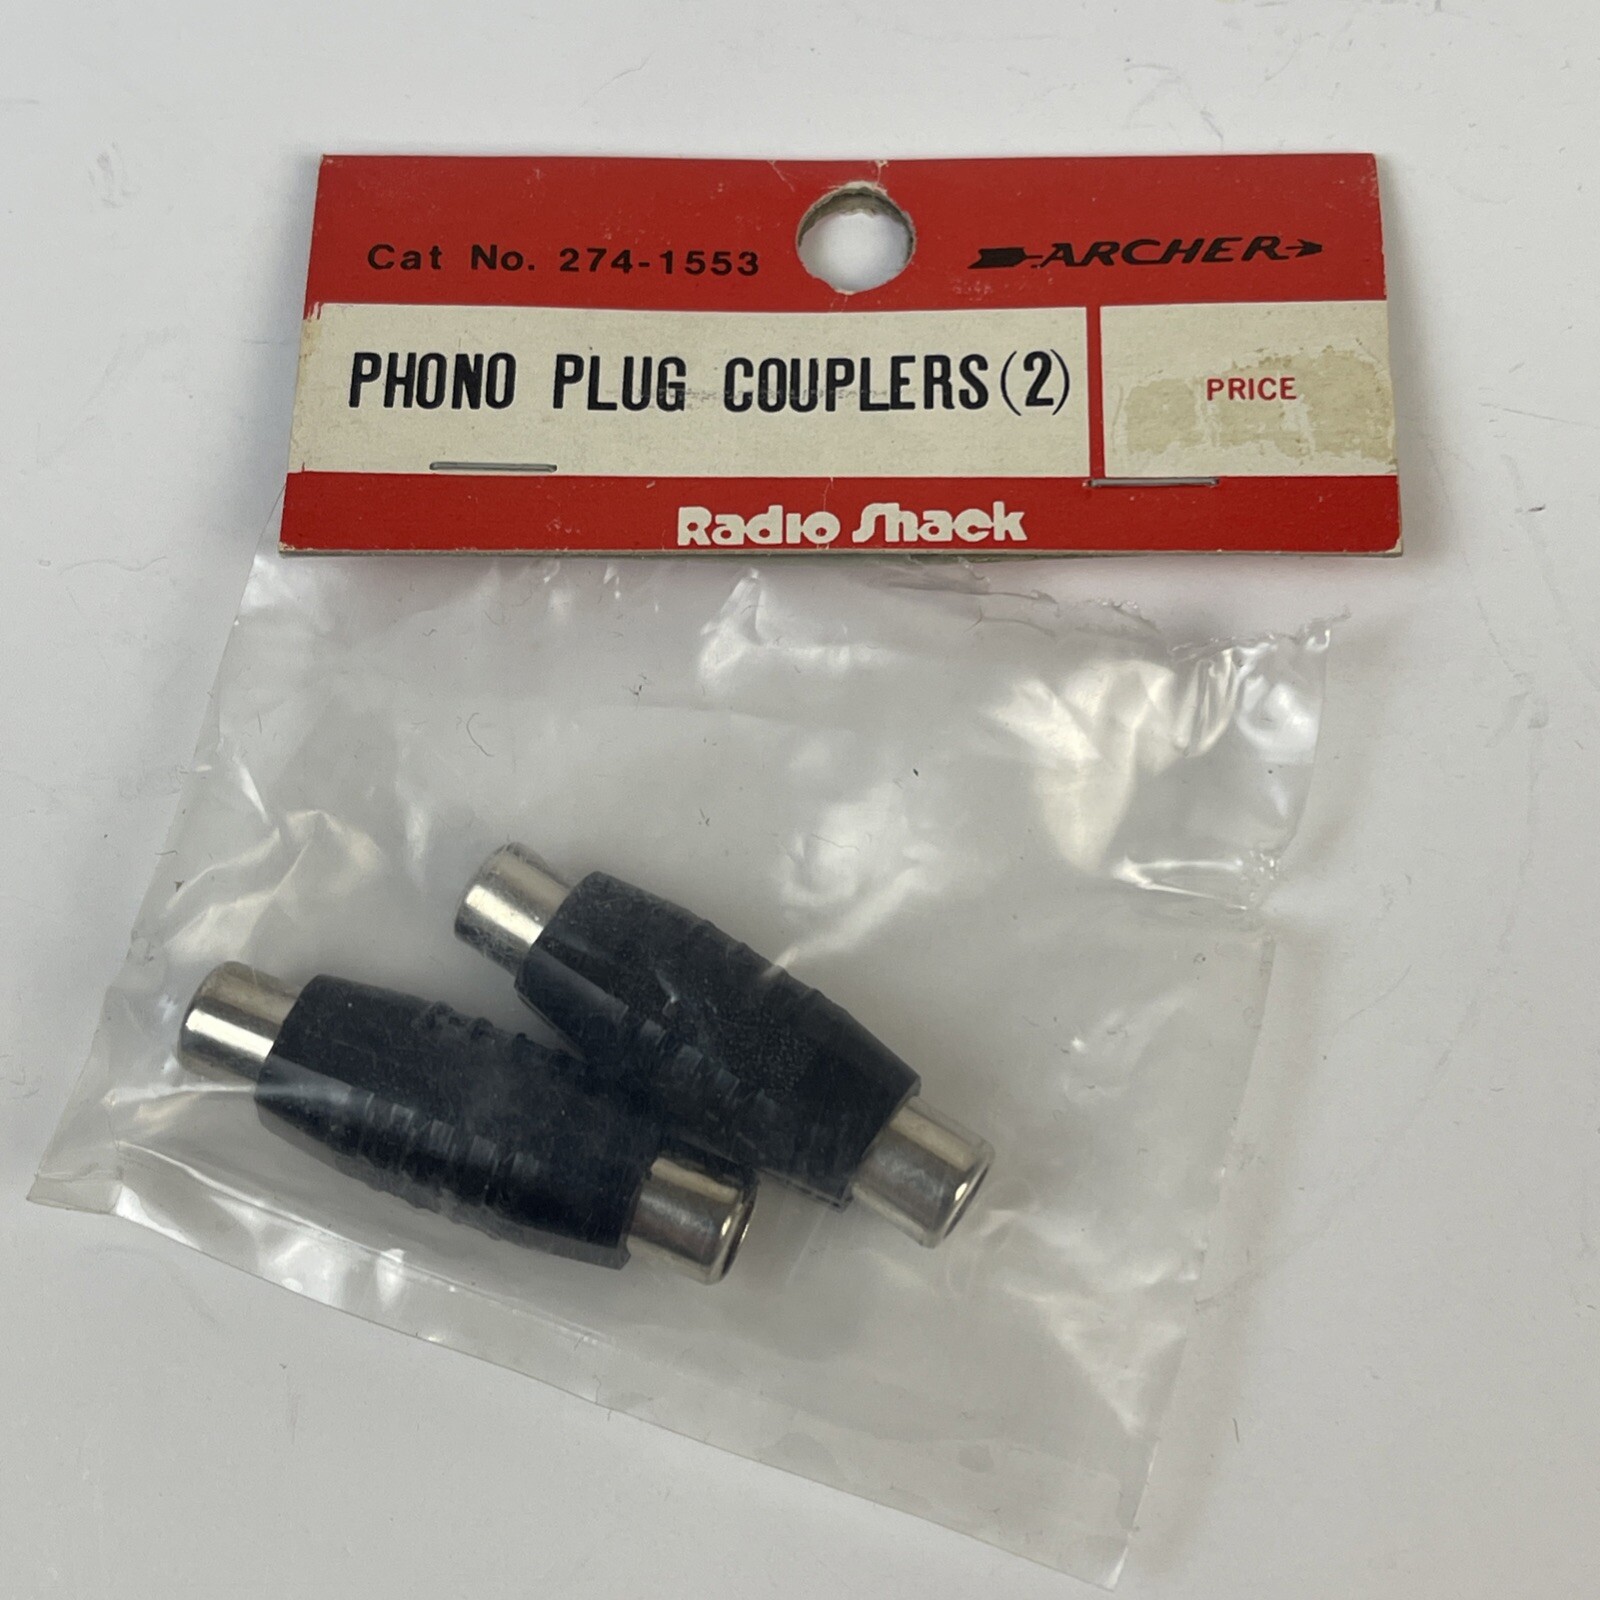 Cat No. 274-1553
ARCHER
PHONO PLUG COUPLERS (2)
PRICE
Radio Shack